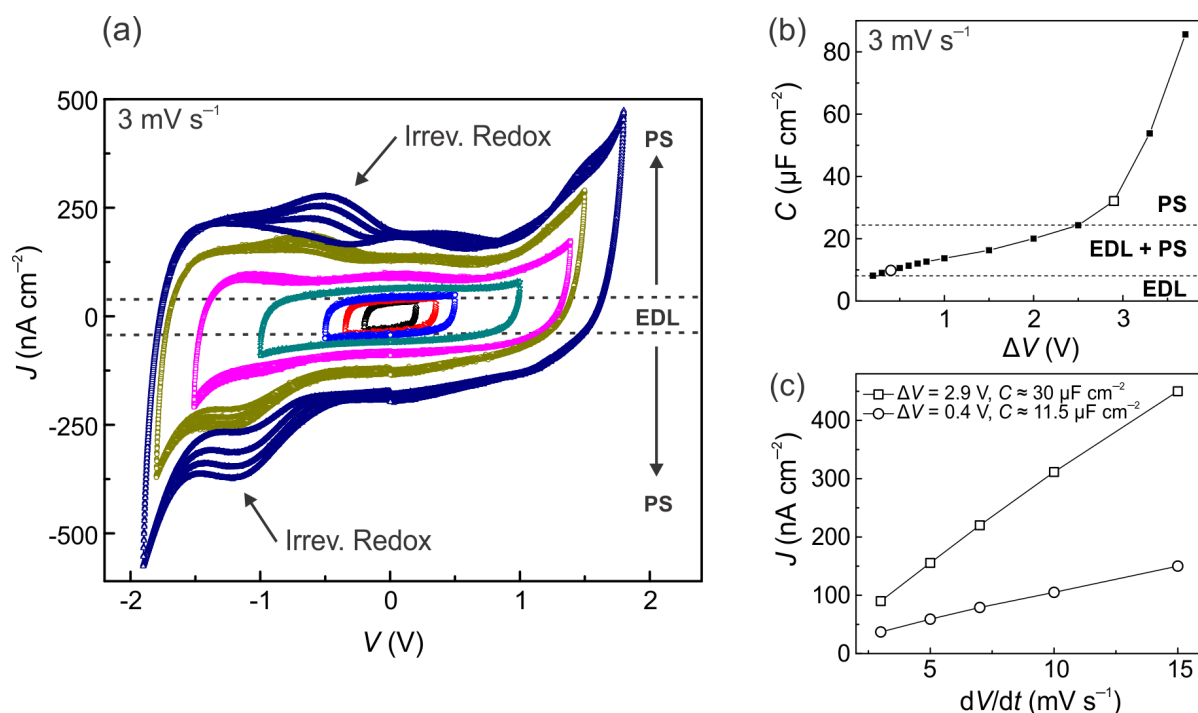 (a)
3 mV s⁻¹
Irrev. Redox
PS
EDL
PS
Irrev. Redox
500
250
0
-250
-500
J (nA cm⁻²)
-2
-1
0
1
2
V (V)
(b)
3 mV s⁻¹
80
60
40
20
0
C (µF cm⁻²)
PS
EDL + PS
EDL
1
2
3
ΔV (V)
(c)
ΔV = 2.9 V, C ≈ 30 µF cm⁻²
ΔV = 0.4 V, C ≈ 11.5 µF cm⁻²
400
300
200
100
0
J (nA cm⁻²)
5
10
15
dV/dt (mV s⁻¹)